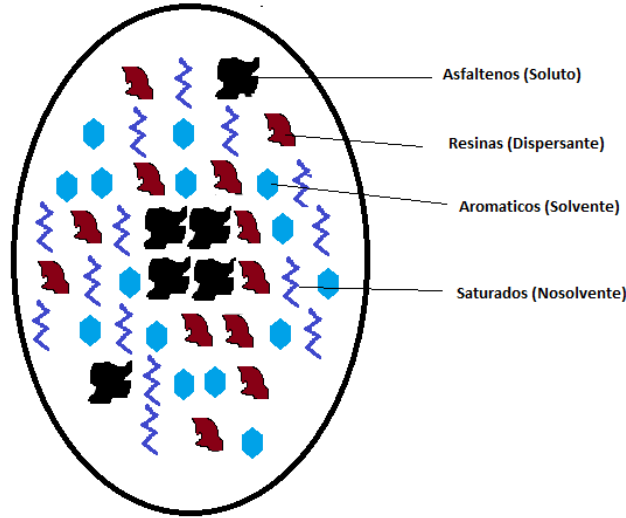 Asfaltenos (Soluto)
Resinas (Dispersante)
Aromaticos (Solvente)
Saturados (Nosolvente)